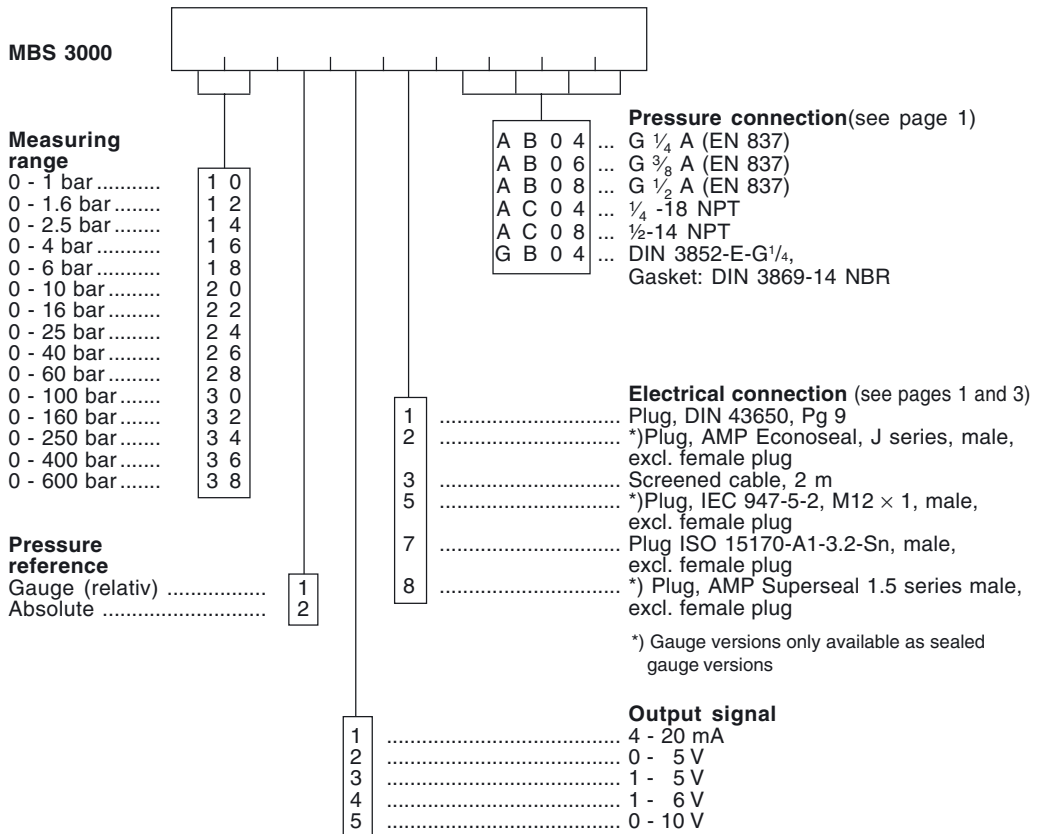 MBS 3000
Pressure connection(see page 1)
A B 0 4 ... G 1/4 A (EN 837)
A B 0 6 ... G 3/8 A (EN 837)
A B 0 8 ... G 1/2 A (EN 837)
A C 0 4 ... 1/4 -18 NPT
A C 0 8 ... ½-14 NPT
G B 0 4 ... DIN 3852-E-G1/4,
Gasket: DIN 3869-14 NBR
Measuring
range
0 - 1 bar ........... 1 0
0 - 1.6 bar ........ 1 2
0 - 2.5 bar ........ 1 4
0 - 4 bar ........... 1 6
0 - 6 bar ........... 1 8
0 - 10 bar ......... 2 0
0 - 16 bar ......... 2 2
0 - 25 bar ......... 2 4
0 - 40 bar ......... 2 6
0 - 60 bar ......... 2 8
0 - 100 bar ....... 3 0
0 - 160 bar ....... 3 2
0 - 250 bar ....... 3 4
0 - 400 bar ....... 3 6
0 - 600 bar ....... 3 8
Electrical connection (see pages 1 and 3)
1 .................................... Plug, DIN 43650, Pg 9
2 .................................... *)Plug, AMP Econoseal, J series, male,
excl. female plug
3 .................................... Screened cable, 2 m
5 .................................... *)Plug, IEC 947-5-2, M12 × 1, male,
excl. female plug
7 .................................... Plug ISO 15170-A1-3.2-Sn, male,
excl. female plug
8 .................................... *) Plug, AMP Superseal 1.5 series male,
excl. female plug
*) Gauge versions only available as sealed
gauge versions
Pressure
reference
Gauge (relativ) ................. 1
Absolute ............................ 2
Output signal
1 .......................................... 4 - 20 mA
2 .......................................... 0 - 5 V
3 .......................................... 1 - 5 V
4 .......................................... 1 - 6 V
5 .......................................... 0 - 10 V